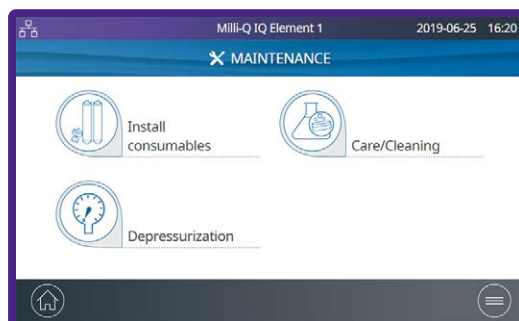 Milli-Q IQ Element 1 2019-06-25 16:20
MAINTENANCE
Install
consumables
Care/Cleaning
Depressurization